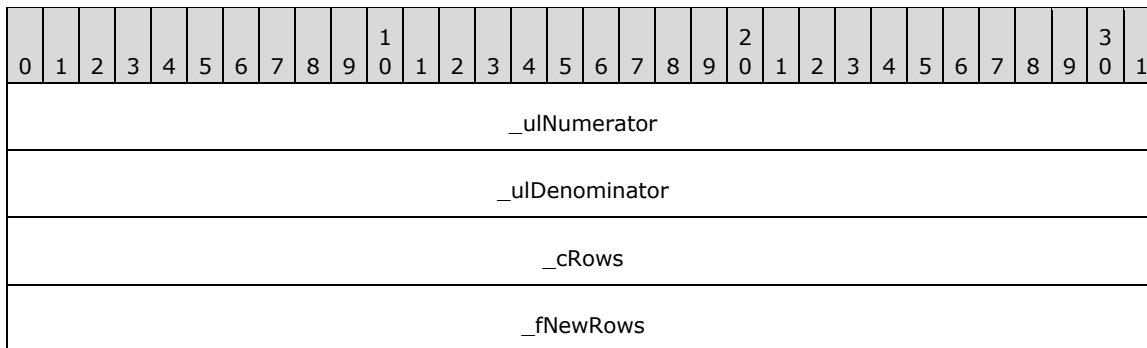 1 2 3
0 1 2 3 4 5 6 7 8 9 0 1 2 3 4 5 6 7 8 9 0 1 2 3 4 5 6 7 8 9 0 1
_ulNumerator
_ulDenominator
_cRows
_fNewRows